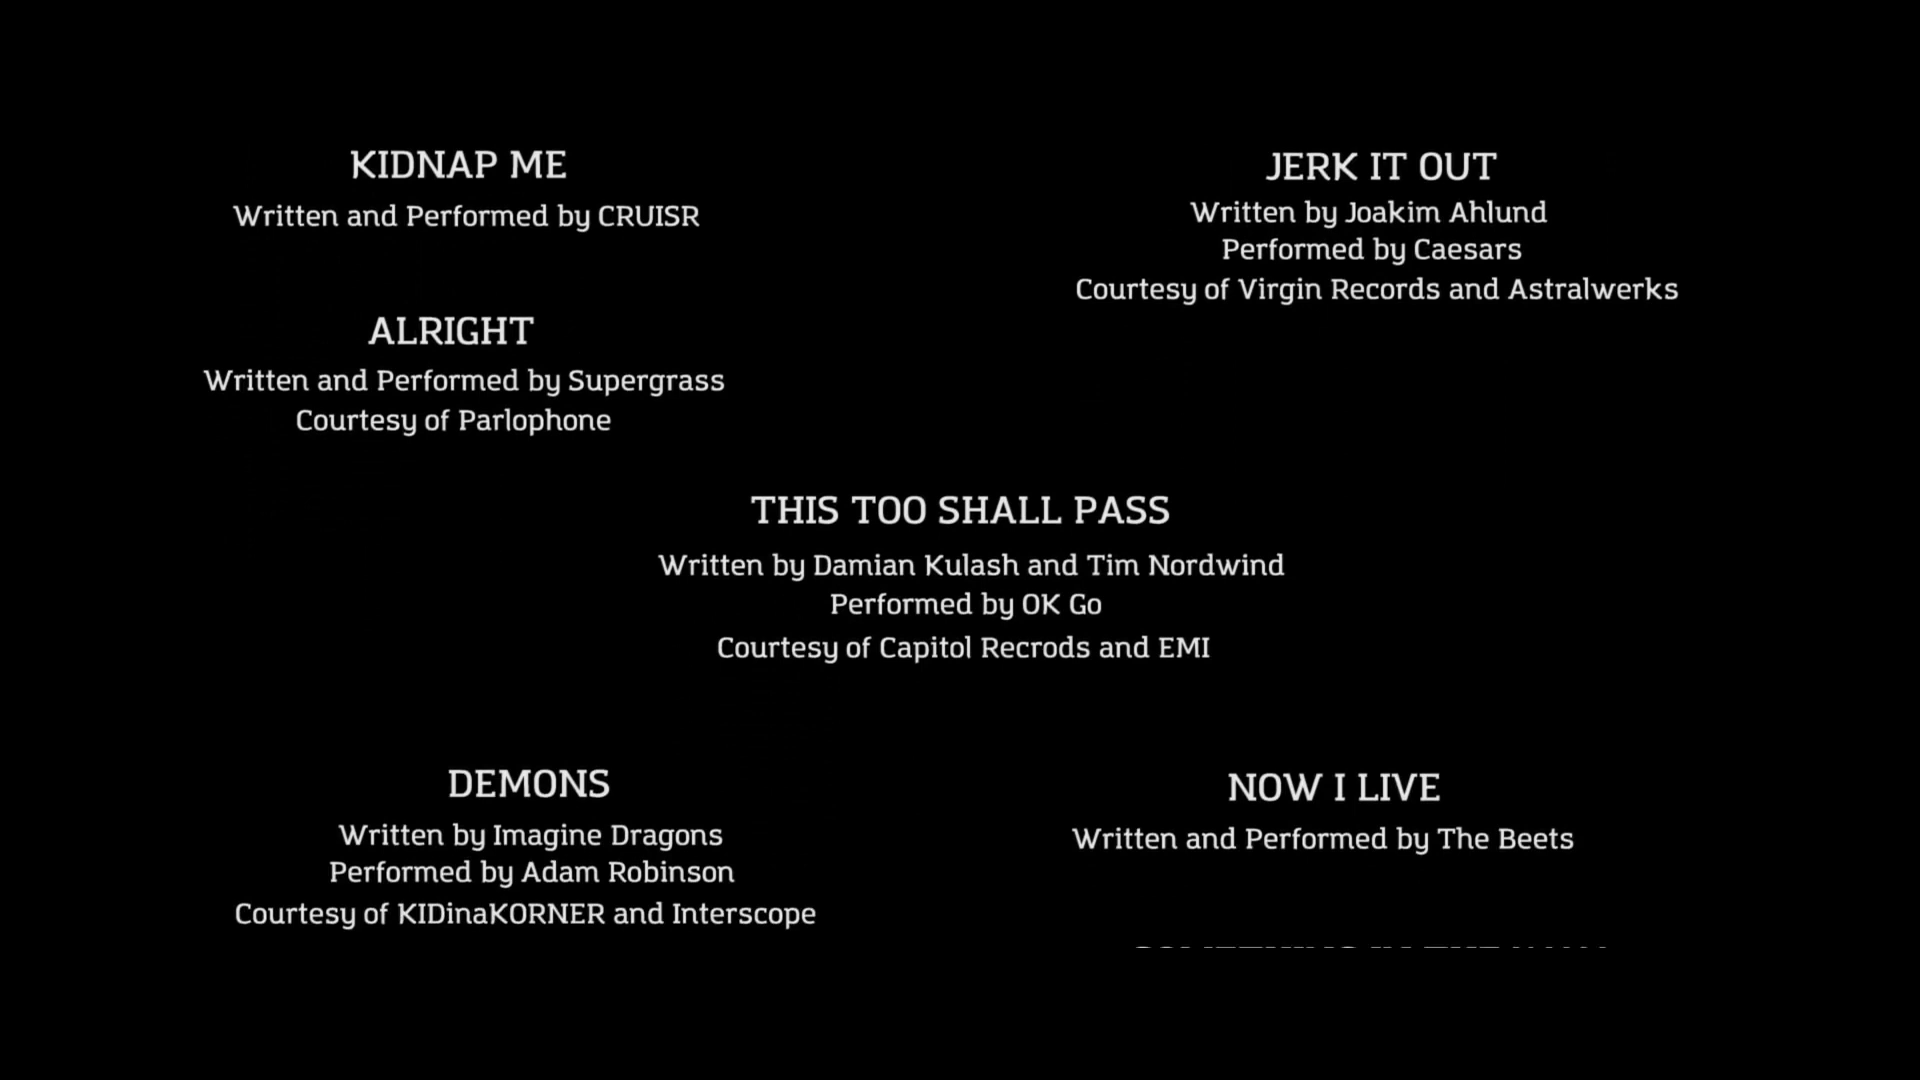 KIDNAP ME
Written and Performed by CRUISR
JERK IT OUT
Written by Joakim Ahlund
Performed by Caesars
Courtesy of Virgin Records and Astralwerks
ALRIGHT
Written and Performed by Supergrass
Courtesy of Parlophone
THIS TOO SHALL PASS
Written by Damian Kulash and Tim Nordwind
Performed by OK Go
Courtesy of Capitol Recrods and EMI
DEMONS
Written by Imagine Dragons
Performed by Adam Robinson
Courtesy of KIDinaKORNER and Interscope
NOW I LIVE
Written and Performed by The Beets